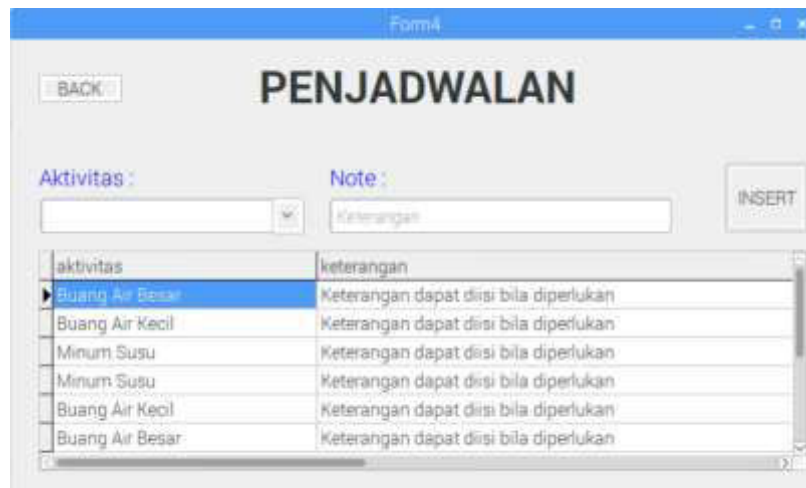 Form4
BACK
PENJADWALAN
Aktivitas :
Note :
Keterangan
INSERT
aktivitas keterangan
Buang Air Besar Keterangan dapat diisi bila diperlukan
Buang Air Kecil Keterangan dapat diisi bila diperlukan
Minum Susu Keterangan dapat diisi bila diperlukan
Minum Susu Keterangan dapat diisi bila diperlukan
Buang Air Kecil Keterangan dapat diisi bila diperlukan
Buang Air Besar Keterangan dapat diisi bila diperlukan